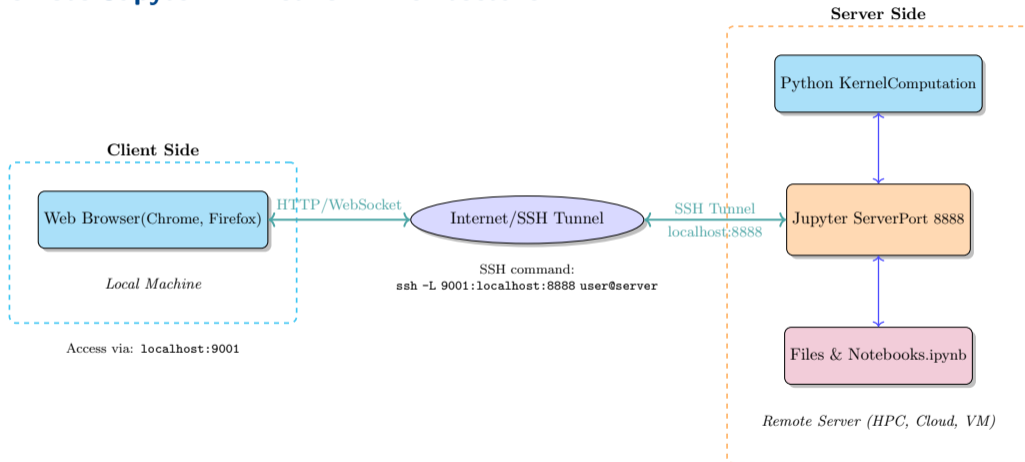 Server Side
Python KernelComputation
Client Side
Web Browser(Chrome, Firefox)
HTTP/WebSocket
Internet/SSH Tunnel
SSH Tunnel
localhost:8888
Jupyter ServerPort 8888
Local Machine
SSH command:
ssh -L 9001:localhost:8888 user@server
Access via: localhost:9001
Files & Notebooks.ipynb
Remote Server (HPC, Cloud, VM)